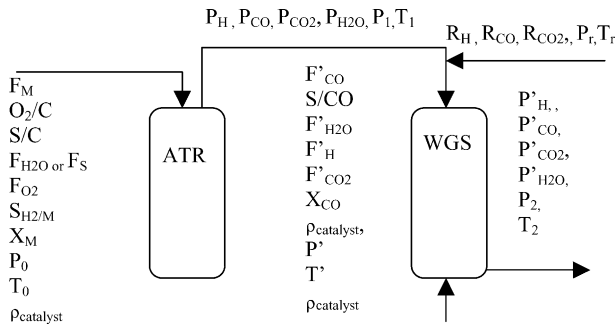 P_H , P_CO, P_CO2, P_H2O, P_1,T_1
R_H , R_CO, R_CO2, , P_r,T_r
F_M
O_2/C
S/C
F_H2O or F_S
F_O2
S_H2/M
X_M
P_0
T_0
ρ_catalyst
ATR
F’_CO
S/CO
F’_H2O
F’_H
F’_CO2
X_CO
ρ_catalyst,
P’
T’
ρ_catalyst
WGS
P’_H, ,
P’_CO,
P’_CO2,
P’_H2O,
P_2,
T_2